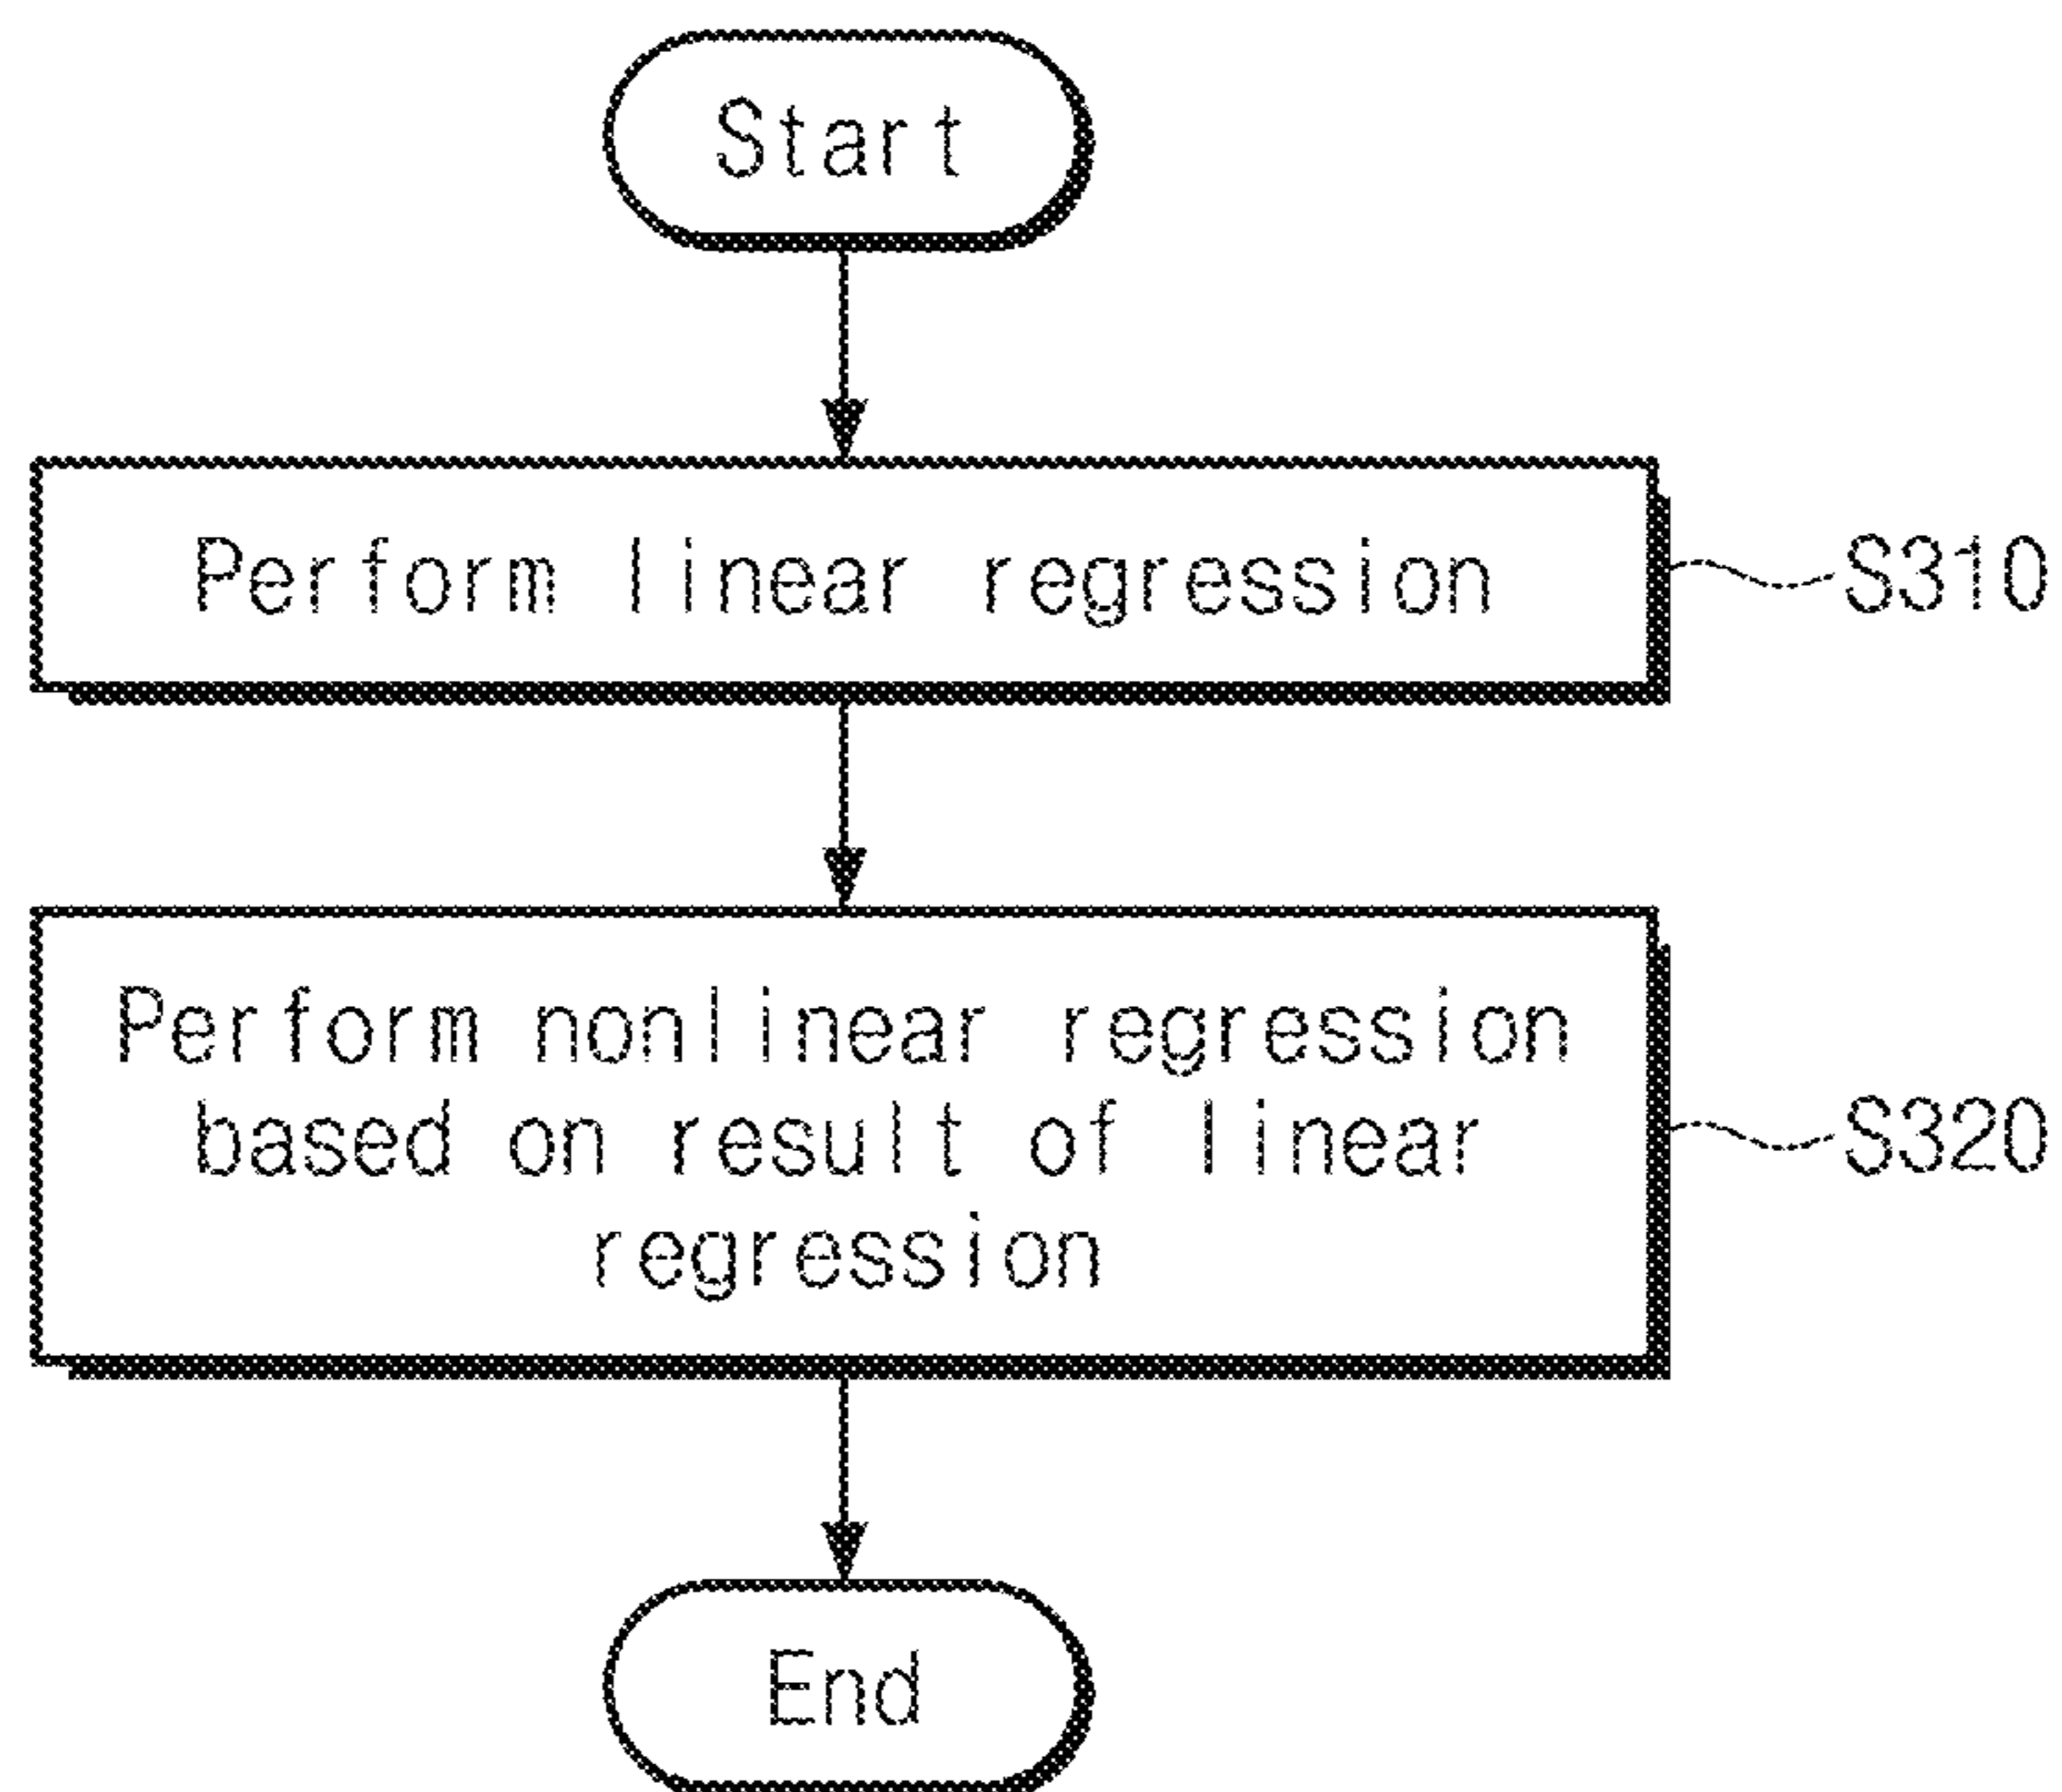 Start
Perform linear regression
S310
Perform nonlinear regression
based on result of linear
regression
S320
End